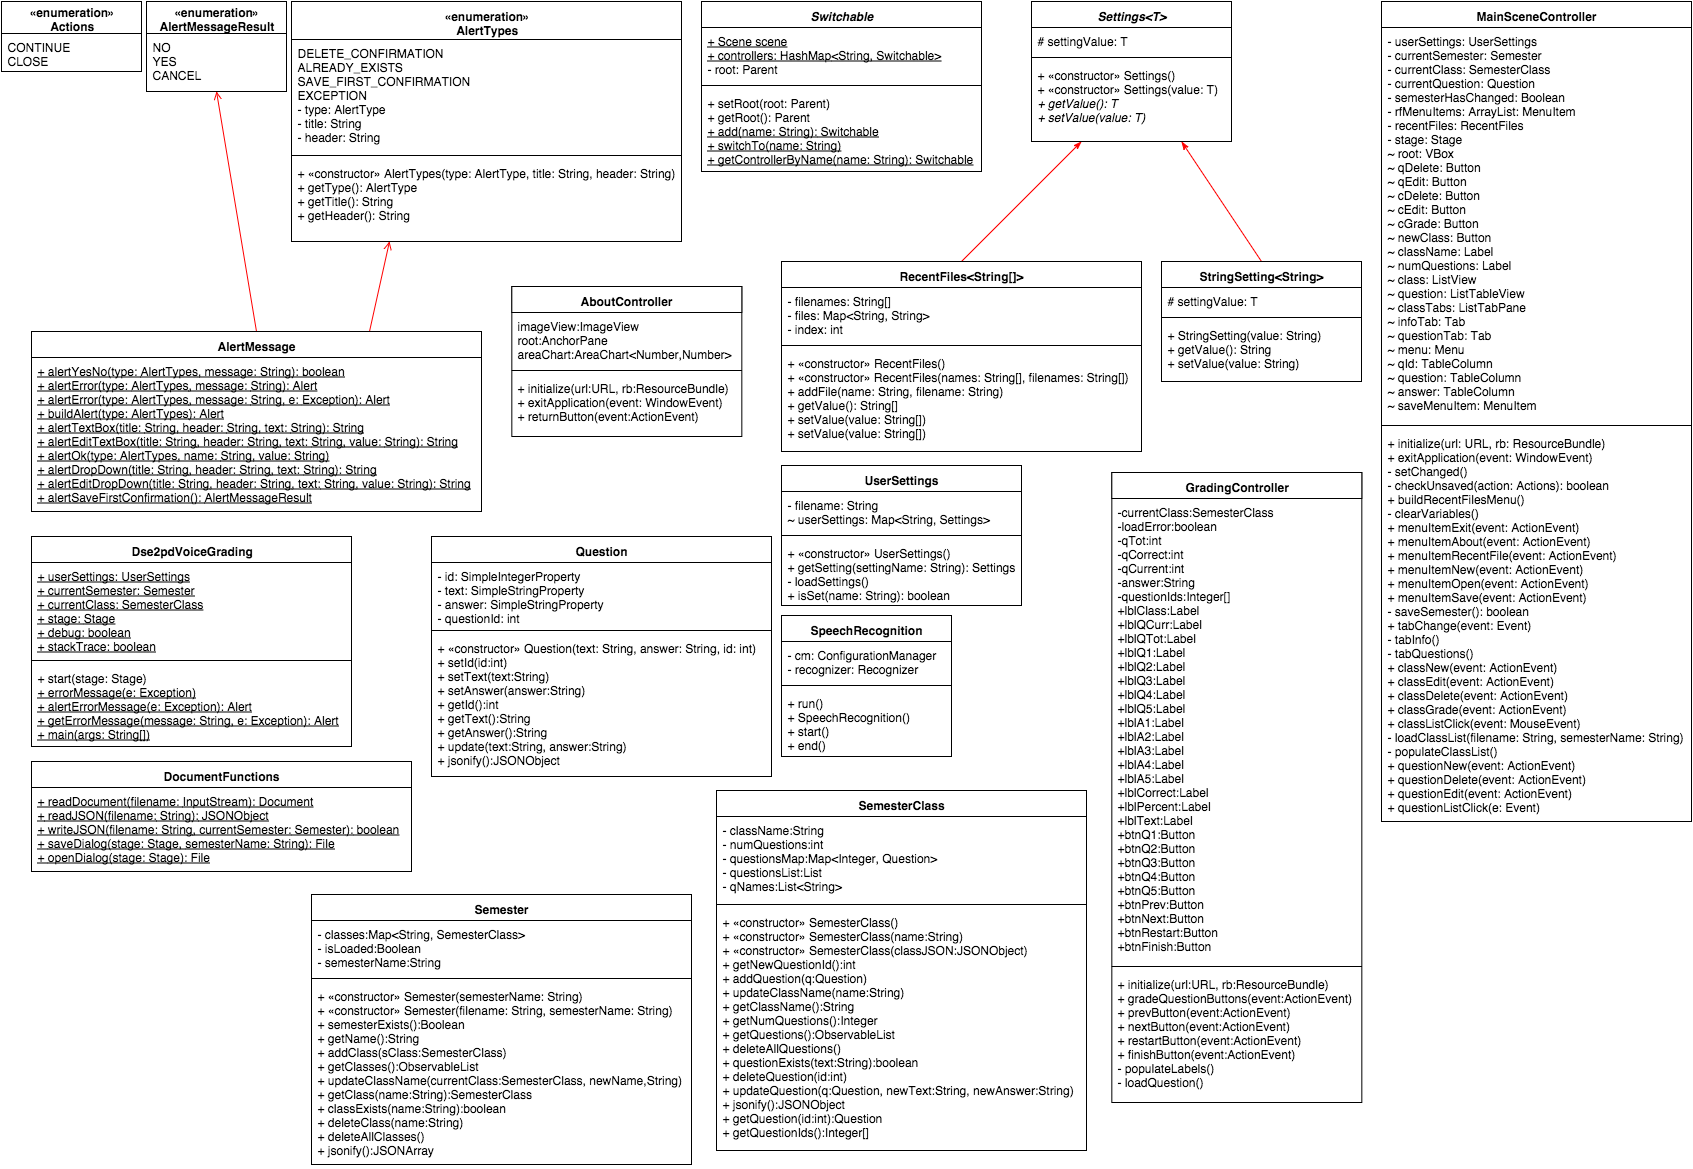 «enumeration»
Actions
CONTINUE
CLOSE
«enumeration»
AlertMessageResult
NO
YES
CANCEL
«enumeration»
AlertTypes
DELETE_CONFIRMATION
ALREADY_EXISTS
SAVE_FIRST_CONFIRMATION
EXCEPTION
- type: AlertType
- title: String
- header: String
+ «constructor» AlertTypes(type: AlertType, title: String, header: String)
+ getType(): AlertType
+ getTitle(): String
+ getHeader(): String
Switchable
+ Scene scene
+ controllers: HashMap<String, Switchable>
- root: Parent
+ setRoot(root: Parent)
+ getRoot(): Parent
+ add(name: String): Switchable
+ switchTo(name: String)
+ getControllerByName(name: String): Switchable
Settings<T>
# settingValue: T
+ «constructor» Settings()
+ «constructor» Settings(value: T)
+ getValue(): T
+ setValue(value: T)
MainSceneController
- userSettings: UserSettings
- currentSemester: Semester
- currentClass: SemesterClass
- currentQuestion: Question
- semesterHasChanged: Boolean
- rfMenuItems: ArrayList: MenuItem
- recentFiles: RecentFiles
- stage: Stage
~ root: VBox
~ qDelete: Button
~ qEdit: Button
~ cDelete: Button
~ cEdit: Button
~ cGrade: Button
~ newClass: Button
~ className: Label
~ numQuestions: Label
~ class: ListView
~ question: ListTableView
~ classTabs: ListTabPane
~ infoTab: Tab
~ questionTab: Tab
~ menu: Menu
~ qId: TableColumn
~ question: TableColumn
~ answer: TableColumn
~ saveMenuItem: MenuItem
+ initialize(url: URL, rb: ResourceBundle)
+ exitApplication(event: WindowEvent)
- setChanged()
- checkUnsaved(action: Actions): boolean
+ buildRecentFilesMenu()
- clearVariables()
+ menuItemExit(event: ActionEvent)
+ menuItemAbout(event: ActionEvent)
+ menuItemRecentFile(event: ActionEvent)
+ menuItemNew(event: ActionEvent)
+ menuItemOpen(event: ActionEvent)
+ menuItemSave(event: ActionEvent)
- saveSemester(): boolean
+ tabChange(event: Event)
- tabInfo()
- tabQuestions()
+ classNew(event: ActionEvent)
+ classEdit(event: ActionEvent)
+ classDelete(event: ActionEvent)
+ classGrade(event: ActionEvent)
+ classListClick(event: MouseEvent)
- loadClassList(filename: String, semesterName: String)
- populateClassList()
+ questionNew(event: ActionEvent)
+ questionDelete(event: ActionEvent)
+ questionEdit(event: ActionEvent)
+ questionListClick(e: Event)
RecentFiles<String[]>
- filenames: String[]
- files: Map<String, String>
- index: int
+ «constructor» RecentFiles()
+ «constructor» RecentFiles(names: String[], filenames: String[])
+ addFile(name: String, filename: String)
+ getValue(): String[]
+ setValue(value: String[])
+ setValue(value: String[])
StringSetting<String>
# settingValue: T
+ StringSetting(value: String)
+ getValue(): String
+ setValue(value: String)
AboutController
imageView:ImageView
root:AnchorPane
areaChart:AreaChart<Number,Number>
+ initialize(url:URL, rb:ResourceBundle)
+ exitApplication(event: WindowEvent)
+ returnButton(event:ActionEvent)
AlertMessage
+ alertYesNo(type: AlertTypes, message: String): boolean
+ alertError(type: AlertTypes, message: String): Alert
+ alertError(type: AlertTypes, message: String, e: Exception): Alert
+ buildAlert(type: AlertTypes): Alert
+ alertTextBox(title: String, header: String, text: String): String
+ alertEditTextBox(title: String, header: String, text: String, value: String): String
+ alertOk(type: AlertTypes, name: String, value: String)
+ alertDropDown(title: String, header: String, text: String): String
+ alertEditDropDown(title: String, header: String, text: String, value: String): String
+ alertSaveFirstConfirmation(): AlertMessageResult
UserSettings
- filename: String
~ userSettings: Map<String, Settings>
+ «constructor» UserSettings()
+ getSetting(settingName: String): Settings
- loadSettings()
+ isSet(name: String): boolean
GradingController
-currentClass:SemesterClass
-loadError:boolean
-qTot:int
-qCorrect:int
-qCurrent:int
-answer:String
-questionIds:Integer[]
+lblClass:Label
+lblQCurr:Label
+lblQTot:Label
+lblQ1:Label
+lblQ2:Label
+lblQ3:Label
+lblQ4:Label
+lblQ5:Label
+lblA1:Label
+lblA2:Label
+lblA3:Label
+lblA4:Label
+lblA5:Label
+lblCorrect:Label
+lblPercent:Label
+lblText:Label
+btnQ1:Button
+btnQ2:Button
+btnQ3:Button
+btnQ4:Button
+btnQ5:Button
+btnPrev:Button
+btnNext:Button
+btnRestart:Button
+btnFinish:Button
+ initialize(url:URL, rb:ResourceBundle)
+ gradeQuestionButtons(event:ActionEvent)
+ prevButton(event:ActionEvent)
+ nextButton(event:ActionEvent)
+ restartButton(event:ActionEvent)
+ finishButton(event:ActionEvent)
- populateLabels()
- loadQuestion()
Dse2pdVoiceGrading
+ userSettings: UserSettings
+ currentSemester: Semester
+ currentClass: SemesterClass
+ stage: Stage
+ debug: boolean
+ stackTrace: boolean
+ start(stage: Stage)
+ errorMessage(e: Exception)
+ alertErrorMessage(e: Exception): Alert
+ getErrorMessage(message: String, e: Exception): Alert
+ main(args: String[])
Question
- id: SimpleIntegerProperty
- text: SimpleStringProperty
- answer: SimpleStringProperty
- questionId: int
+ «constructor» Question(text: String, answer: String, id: int)
+ setId(id:int)
+ setText(text:String)
+ setAnswer(answer:String)
+ getId():int
+ getText():String
+ getAnswer():String
+ update(text:String, answer:String)
+ jsonify():JSONObject
SpeechRecognition
- cm: ConfigurationManager
- recognizer: Recognizer
+ run()
+ SpeechRecognition()
+ start()
+ end()
DocumentFunctions
+ readDocument(filename: InputStream): Document
+ readJSON(filename: String): JSONObject
+ writeJSON(filename: String, currentSemester: Semester): boolean
+ saveDialog(stage: Stage, semesterName: String): File
+ openDialog(stage: Stage): File
SemesterClass
- className:String
- numQuestions:int
- questionsMap:Map<Integer, Question>
- questionsList:List
- qNames:List<String>
+ «constructor» SemesterClass()
+ «constructor» SemesterClass(name:String)
+ «constructor» SemesterClass(classJSON:JSONObject)
+ getNewQuestionId():int
+ addQuestion(q:Question)
+ updateClassName(name:String)
+ getClassName():String
+ getNumQuestions():Integer
+ getQuestions():ObservableList
+ deleteAllQuestions()
+ questionExists(text:String):boolean
+ deleteQuestion(id:int)
+ updateQuestion(q:Question, newText:String, newAnswer:String)
+ jsonify():JSONObject
+ getQuestion(id:int):Question
+ getQuestionIds():Integer[]
Semester
- classes:Map<String, SemesterClass>
- isLoaded:Boolean
- semesterName:String
+ «constructor» Semester(semesterName: String)
+ «constructor» Semester(filename: String, semesterName: String)
+ semesterExists():Boolean
+ getName():String
+ addClass(sClass:SemesterClass)
+ getClasses():ObservableList
+ updateClassName(currentClass:SemesterClass, newName,String)
+ getClass(name:String):SemesterClass
+ classExists(name:String):boolean
+ deleteClass(name:String)
+ deleteAllClasses()
+ jsonify():JSONArray